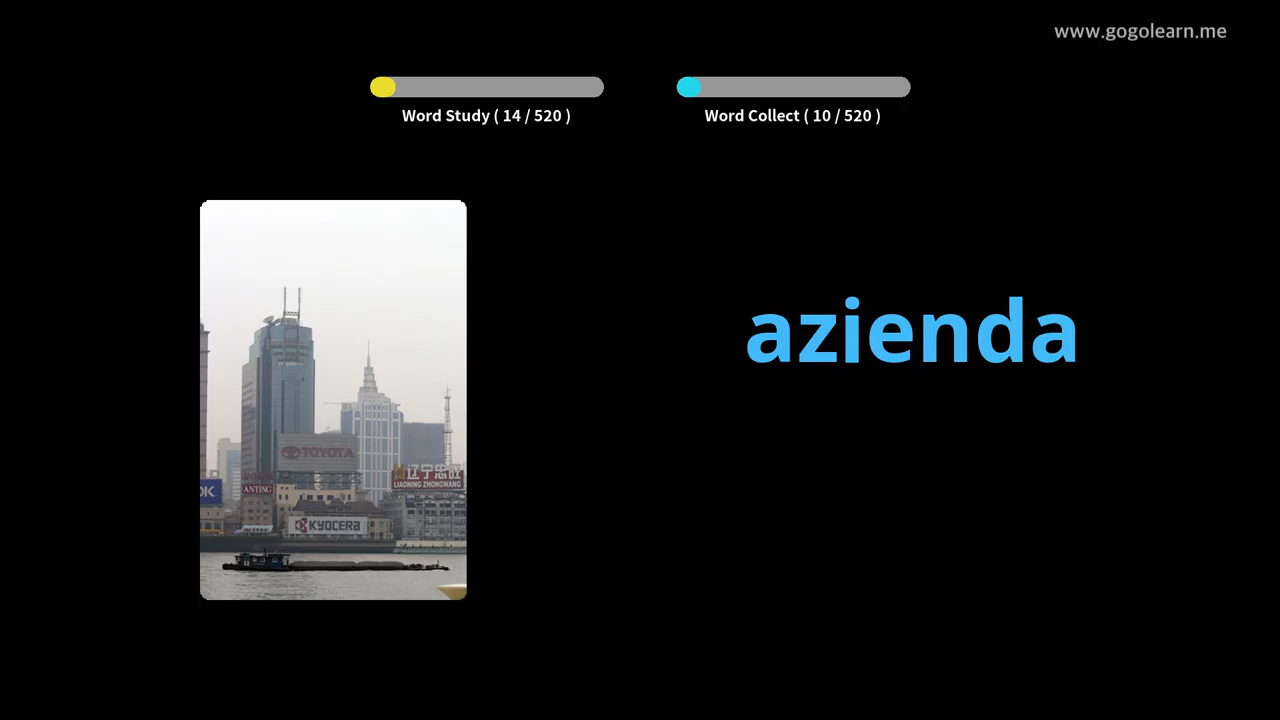 www.gogolearn.me
Word Study ( 14 / 520 )
Word Collect ( 10 / 520 )
azienda
TOYOTA
辽宁忠旺
LIAONING ZHONGWANG
OK
ANTING
KYOCERA